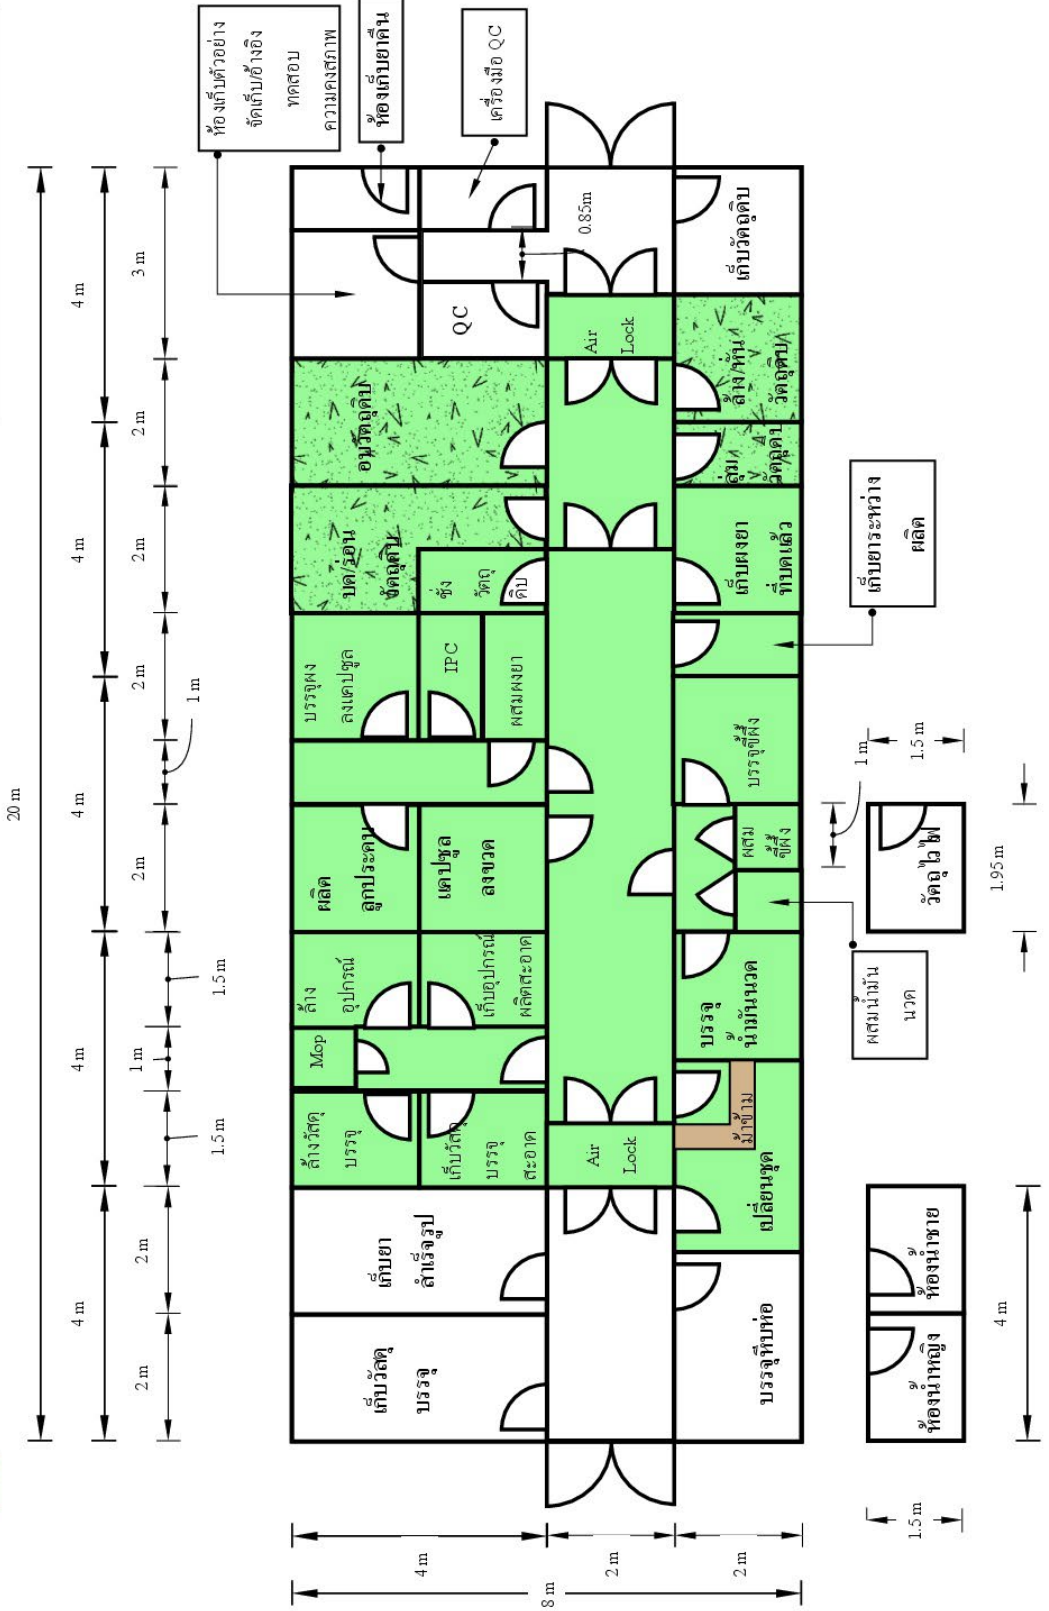 20 m
4 m
4 m
4 m
4 m
4 m
2 m
2 m
1.5 m
1 m
1.5 m
2m
1 m
2 m
2 m
2 m
3 m
ห้องเก็บตัวอย่าง
จัดเก็บ/อ้างอิง
ทดสอบ
ความคงสภาพ
ห้องเก็บยาคืน
เครื่องมือ QC
เก็บวัสดุ
บรรจุ
เก็บยา
สำเร็จรูป
ล้างวัสดุ
บรรจุ
เก็บวัสดุ
บรรจุ
สะอาด
Mop
ล้าง
อุปกรณ์
เก็บอุปกรณ์
ผลิตสะอาด
ผลิต
ลูกประคบ
แคปซูล
ลงขวด
บรรจุผง
ลงแคปซูล
IPC
ผสมผงยา
บด/ร่อน
วัตถุดิบ
ชั่ง
วัตถุ
ดิบ
อบวัตถุดิบ
QC
0.85m
Air
Lock
Air
Lock
บรรจุหีบห่อ
เปลี่ยนชุด
ม้าข้าม
บรรจุ
น้ำมันนวด
ผสม
ขี้ผึ้ง
บรรจุขี้ผึ้ง
เก็บผงยา
ที่บดแล้ว
สุ่ม
วัตถุดิบ
ล้าง/หั่น
วัตถุดิบ
เก็บวัตถุดิบ
ผสมน้ำมัน
นวด
เก็บยาระหว่าง
ผลิต
1 m
ห้องน้ำหญิง
ห้องน้ำชาย
วัตถุไวไฟ
4 m
1.95 m
1.5 m
1.5 m
4 m
2 m
2 m
8 m